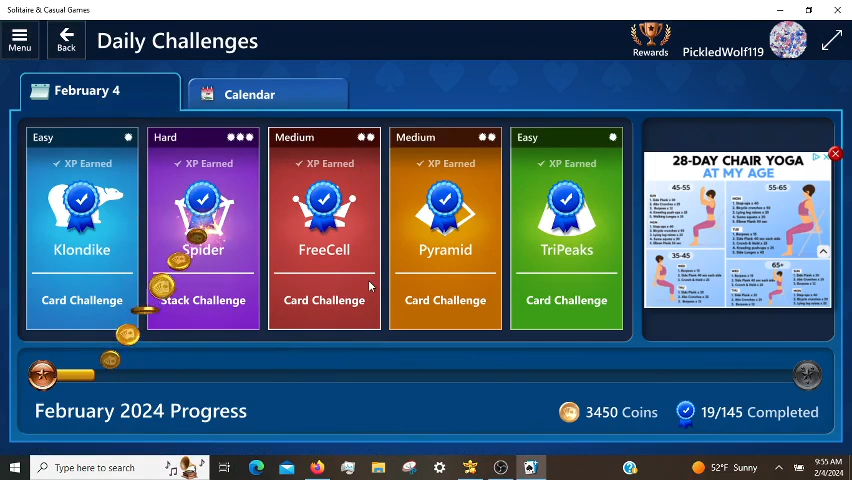 Solitaire & Casual Games
Menu
Back
Daily Challenges
Rewards
PickledWolf119
February 4
Calendar
Easy
XP Earned
Klondike
Card Challenge
Hard
XP Earned
Spider
Stack Challenge
Medium
XP Earned
FreeCell
Card Challenge
Medium
XP Earned
Pyramid
Card Challenge
Easy
XP Earned
TriPeaks
Card Challenge
28-DAY CHAIR YOGA
AT MY AGE
45-55
55-65
35-45
65+
February 2024 Progress
3450 Coins
19/145 Completed
Type here to search
52°F Sunny
9:55 AM
2/4/2024